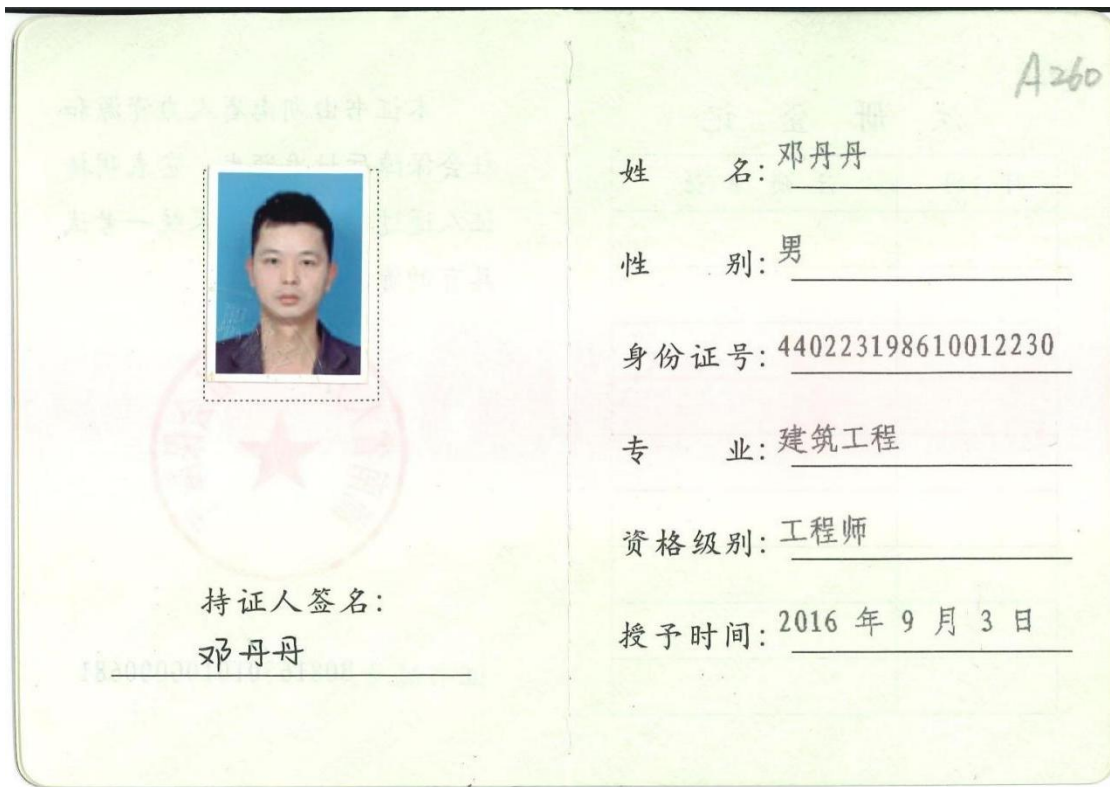 A260
姓 名: 邓丹丹
性 别: 男
身份证号: 440223198610012230
专 业: 建筑工程
资格级别: 工程师
授予时间: 2016 年 9 月 3 日
持证人签名:
邓丹丹